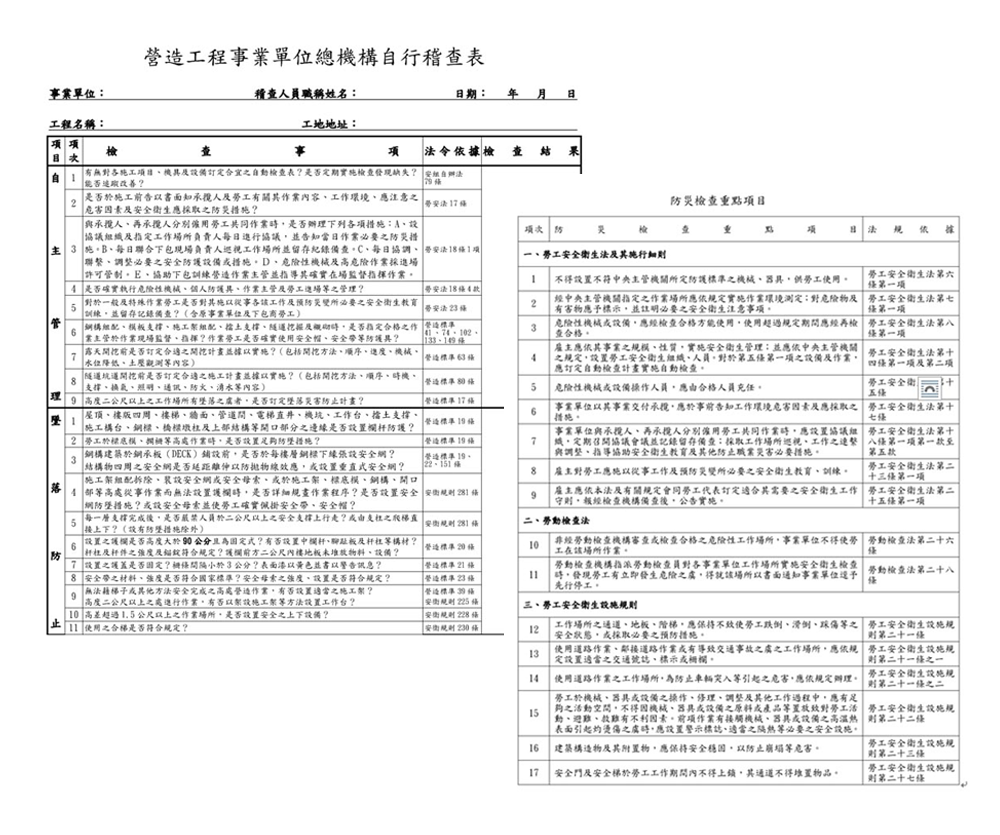 營造工程事業單位總機構自行稽查表
事業單位： 稽查人員職稱姓名： 日期： 年 月 日
工程名稱： 工地地址：
項目 項次 檢 查 事 項 法令依據 檢 查 結 果
自主管理
1 有無對各施工項目、機具及設備訂定合宜之自動檢查表？是否定期實施檢查發現缺失？
能否追蹤改善？ 安組自辦法79條
2 是否於施工前告以書面知承攬人及勞工有關其作業內容、工作環境、應注意之
危害因素及安全衛生應採取之防災措施？ 勞安法17條
3 與承攬人、再承攬人分別僱用勞工共同作業時，是否辦理下列各項措施：A、設
協議組織及指定工作場所負責人每日進行協議，並告知當日作業必要之防災措
施。B、每日聯合下包現場負責人巡視工作場所並留存紀錄備查。C、每日協調、
聯繫、調整必要之安全防護設備或措施。D、危險性機械及高危險作業採進場
許可管制。E、協助下包訓練營造作業主管並指導其確實在場監督指揮作業。 勞安法18條1項
4 是否確實執行危險性機械、個人防護具、作業主管及勞工進場等之管理？ 勞安法18條4款
5 對於一般及特殊作業勞工是否對其施以從事各該工作及預防災變所必要之安全衛生教育
訓練，並留存紀錄備查？（含原事業單位及下包商勞工） 勞安法23條
6 鋼構組配、模板支撐、施工架組配、擋土支撐、隧道挖掘及襯砌時，是否指定合格之作
業主管於作業現場監督、指揮？作業勞工是否確實使用安全帽、安全帶等防護具？ 營造標準41、74、102、133、149條
7 露天開挖前是否訂定合適之開挖計畫並據以實施？（包括開挖方法、順序、進度、機械、
水位降低、土壓觀測等內容） 營造標準63條
8 隧道坑道開挖前是否訂定合適之施工計畫並據以實施？（包括開挖方法、順序、時機、
支撐、換氣、照明、通訊、防火、湧水等內容） 營造標準80條
9 高度二公尺以上之工作場所有墜落之虞者，是否訂定墜落災害防止計畫？ 營造標準17條
墜落防止
1 屋頂、樓版四周、樓梯、牆面、管道間、電梯直井、機坑、工作台、擋土支撐、
施工構台、鋼樑、橋樑墩柱及上部結構等開口部分之邊緣是否設置欄杆防護？ 營造標準19條
2 勞工於樑底模、擱柵等高處作業時，是否設置足夠防墜措施？ 營造標準19條
3 鋼構建築於鋼承板(DECK)鋪設前，是否於每樓層鋼樑下緣張設安全網？
結構物四周之安全網是否延距離伸以防拋物線效應，或設置垂直式安全網？ 營造標準19、22、151條
4 施工架組配拆除、裝設安全網或安全母索、或於施工架、樑底模、鋼構、開口
部等高處從事作業而無法設置護欄時，是否詳細規畫作業程序？是否設置安全
網防墜措施？或設安全母索並使勞工確實佩掛安全帶、安全帽？ 安衛規則281條
5 每一層支撐完成後，是否嚴禁人員於二公尺以上之安全支撐上行走？或由支柱之爬梯直
接上下？（設有防墜措施除外） 安衛規則281條
6 設置之護欄是否高度大於90公分且為固定式？有否設置中欄杆、腳趾板及杆柱等構材？
杆柱及杆件之強度及錨錠符合規定？護欄前方二公尺內樓地板未堆放物料、設備？ 營造標準20條
7 設置之護蓋是否固定？柵條間隔小於3公分？表面漆以黃色並書以警告訊息？ 營造標準21條
8 安全帶之材料、強度是否符合國家標準？安全母索之強度、設置是否符合規定？ 營造標準23條
9 無法藉梯子或其他方法安全完成之高處營造作業，有否設置適當之施工架？
高度二公尺以上之處進行作業，有否以架設施工架等方法設置工作台？ 營造標準39條 安衛規則225條
10 高差超過1.5公尺以上之作業場所，是否設置安全之上下設備？ 安衛規則228條
11 使用之合梯是否符合規定？ 安衛規則230條
防災檢查重點項目
項次 防 災 檢 查 重 點 項 目 法 規 依 據
一、勞工安全衛生法及其施行細則
1 不得設置不符中央主管機關所定防護標準之機械、器具，供勞工使用。 勞工安全衛生法第六條第一項
2 經中央主管機關指定之作業場所應依規定實施作業環境測定；對危險物及
有害物應予標示，並註明必要之安全衛生注意事項。 勞工安全衛生法第七條第一項
3 危險性機械或設備，應經檢查合格方能使用，使用超過規定期間應經再檢
查合格。 勞工安全衛生法第八條第一項
4 雇主應依其事業之規模、性質，實施安全衛生管理；並應依中央主管機關
之規定，設置勞工安全衛生組織、人員，對於第五條第一項之設備及作業，
應訂定自動檢查計畫實施自動檢查。 勞工安全衛生法第十四條第一項及第二項
5 危險性機械或設備操作人員，應由合格人員充任。 勞工安全衛 十五條
6 事業單位以其事業交付承攬，應於事前告知工作環境危害因素及應採取之
措施。 勞工安全衛生法第十七條
7 事業單位與承攬人、再承攬人分別僱用勞工共同作業時，應設置協議組
織，定期召開協議會議並記錄留存備查；採取工作場所巡視、工作之連繫
與調整、指導協助安全衛生教育及其他防止職業災害必要措施。 勞工安全衛生法第十八條第一項第一款至第五款
8 雇主對勞工應施以從事工作及預防災變所必要之安全衛生教育、訓練。 勞工安全衛生法第二十三條第一項
9 雇主應依本法及有關規定會同勞工代表訂定適合其需要之安全衛生工作
守則，報經檢查機構備查後，公告實施。 勞工安全衛生法第二十五條第一項
二、勞動檢查法
10 非經勞動檢查機構審查或檢查合格之危險性工作場所，事業單位不得使勞
工在該場所作業。 勞動檢查法第二十六條
11 勞動檢查機構指派勞動檢查員對各事業單位工作場所實施安全衛生檢查
時，發現勞工有立即發生危險之虞，得就該場所以書面通知事業單位逕予
先行停工。 勞動檢查法第二十八條
三、勞工安全衛生設施規則
12 工作場所之通道、地板、階梯，應保持不致使勞工跌倒、滑倒、踩傷等之
安全狀態，或採取必要之預防措施。 勞工安全衛生設施規則第二十一條
13 使用道路作業、鄰接道路作業或有導致交通事故之虞之工作場所，應依規
定設置適當之交通號誌、標示或柵欄。 勞工安全衛生設施規則第二十一條之一
14 使用道路作業之工作場所，為防止車輛突入等引起之危害，應依規定辦理。 勞工安全衛生設施規則第二十一條之二
15 勞工於機械、器具或設備之操作、修理、調整及其他工作過程中，應有足
夠之活動空間，不得因機械、器具或設備之原料或產品等置放致對勞工活
動、避難、救難有不利因素。前項作業有接觸機械、器具或設備之高溫熱
表面引起灼燙傷之虞時，應設置警示標誌、適當之隔熱等必要之安全設施。 勞工安全衛生設施規則第二十二條
16 建築構造物及其附置物，應保持安全穩固，以防止崩塌等危害。 勞工安全衛生設施規則第二十三條
17 安全門及安全梯於勞工工作期間內不得上鎖，其通道不得堆置物品。 勞工安全衛生設施規則第二十七條